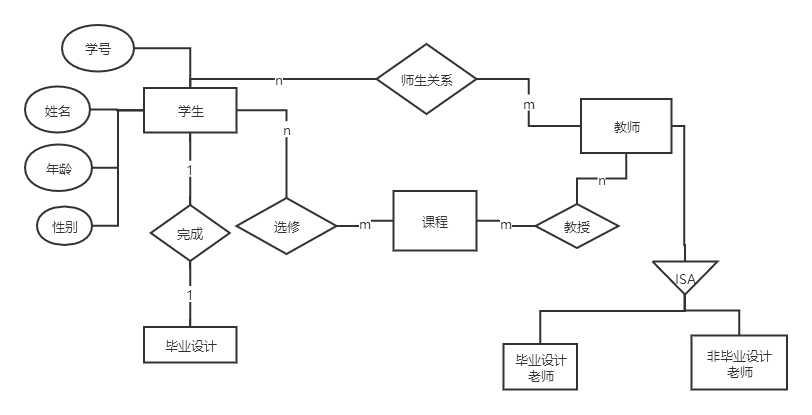 学号
n
师生关系
m
姓名
学生
教师
n
1
年龄
n
性别
完成
选修
m
课程
m
教授
ISA
1
毕业设计
毕业设计
老师
非毕业设计
老师